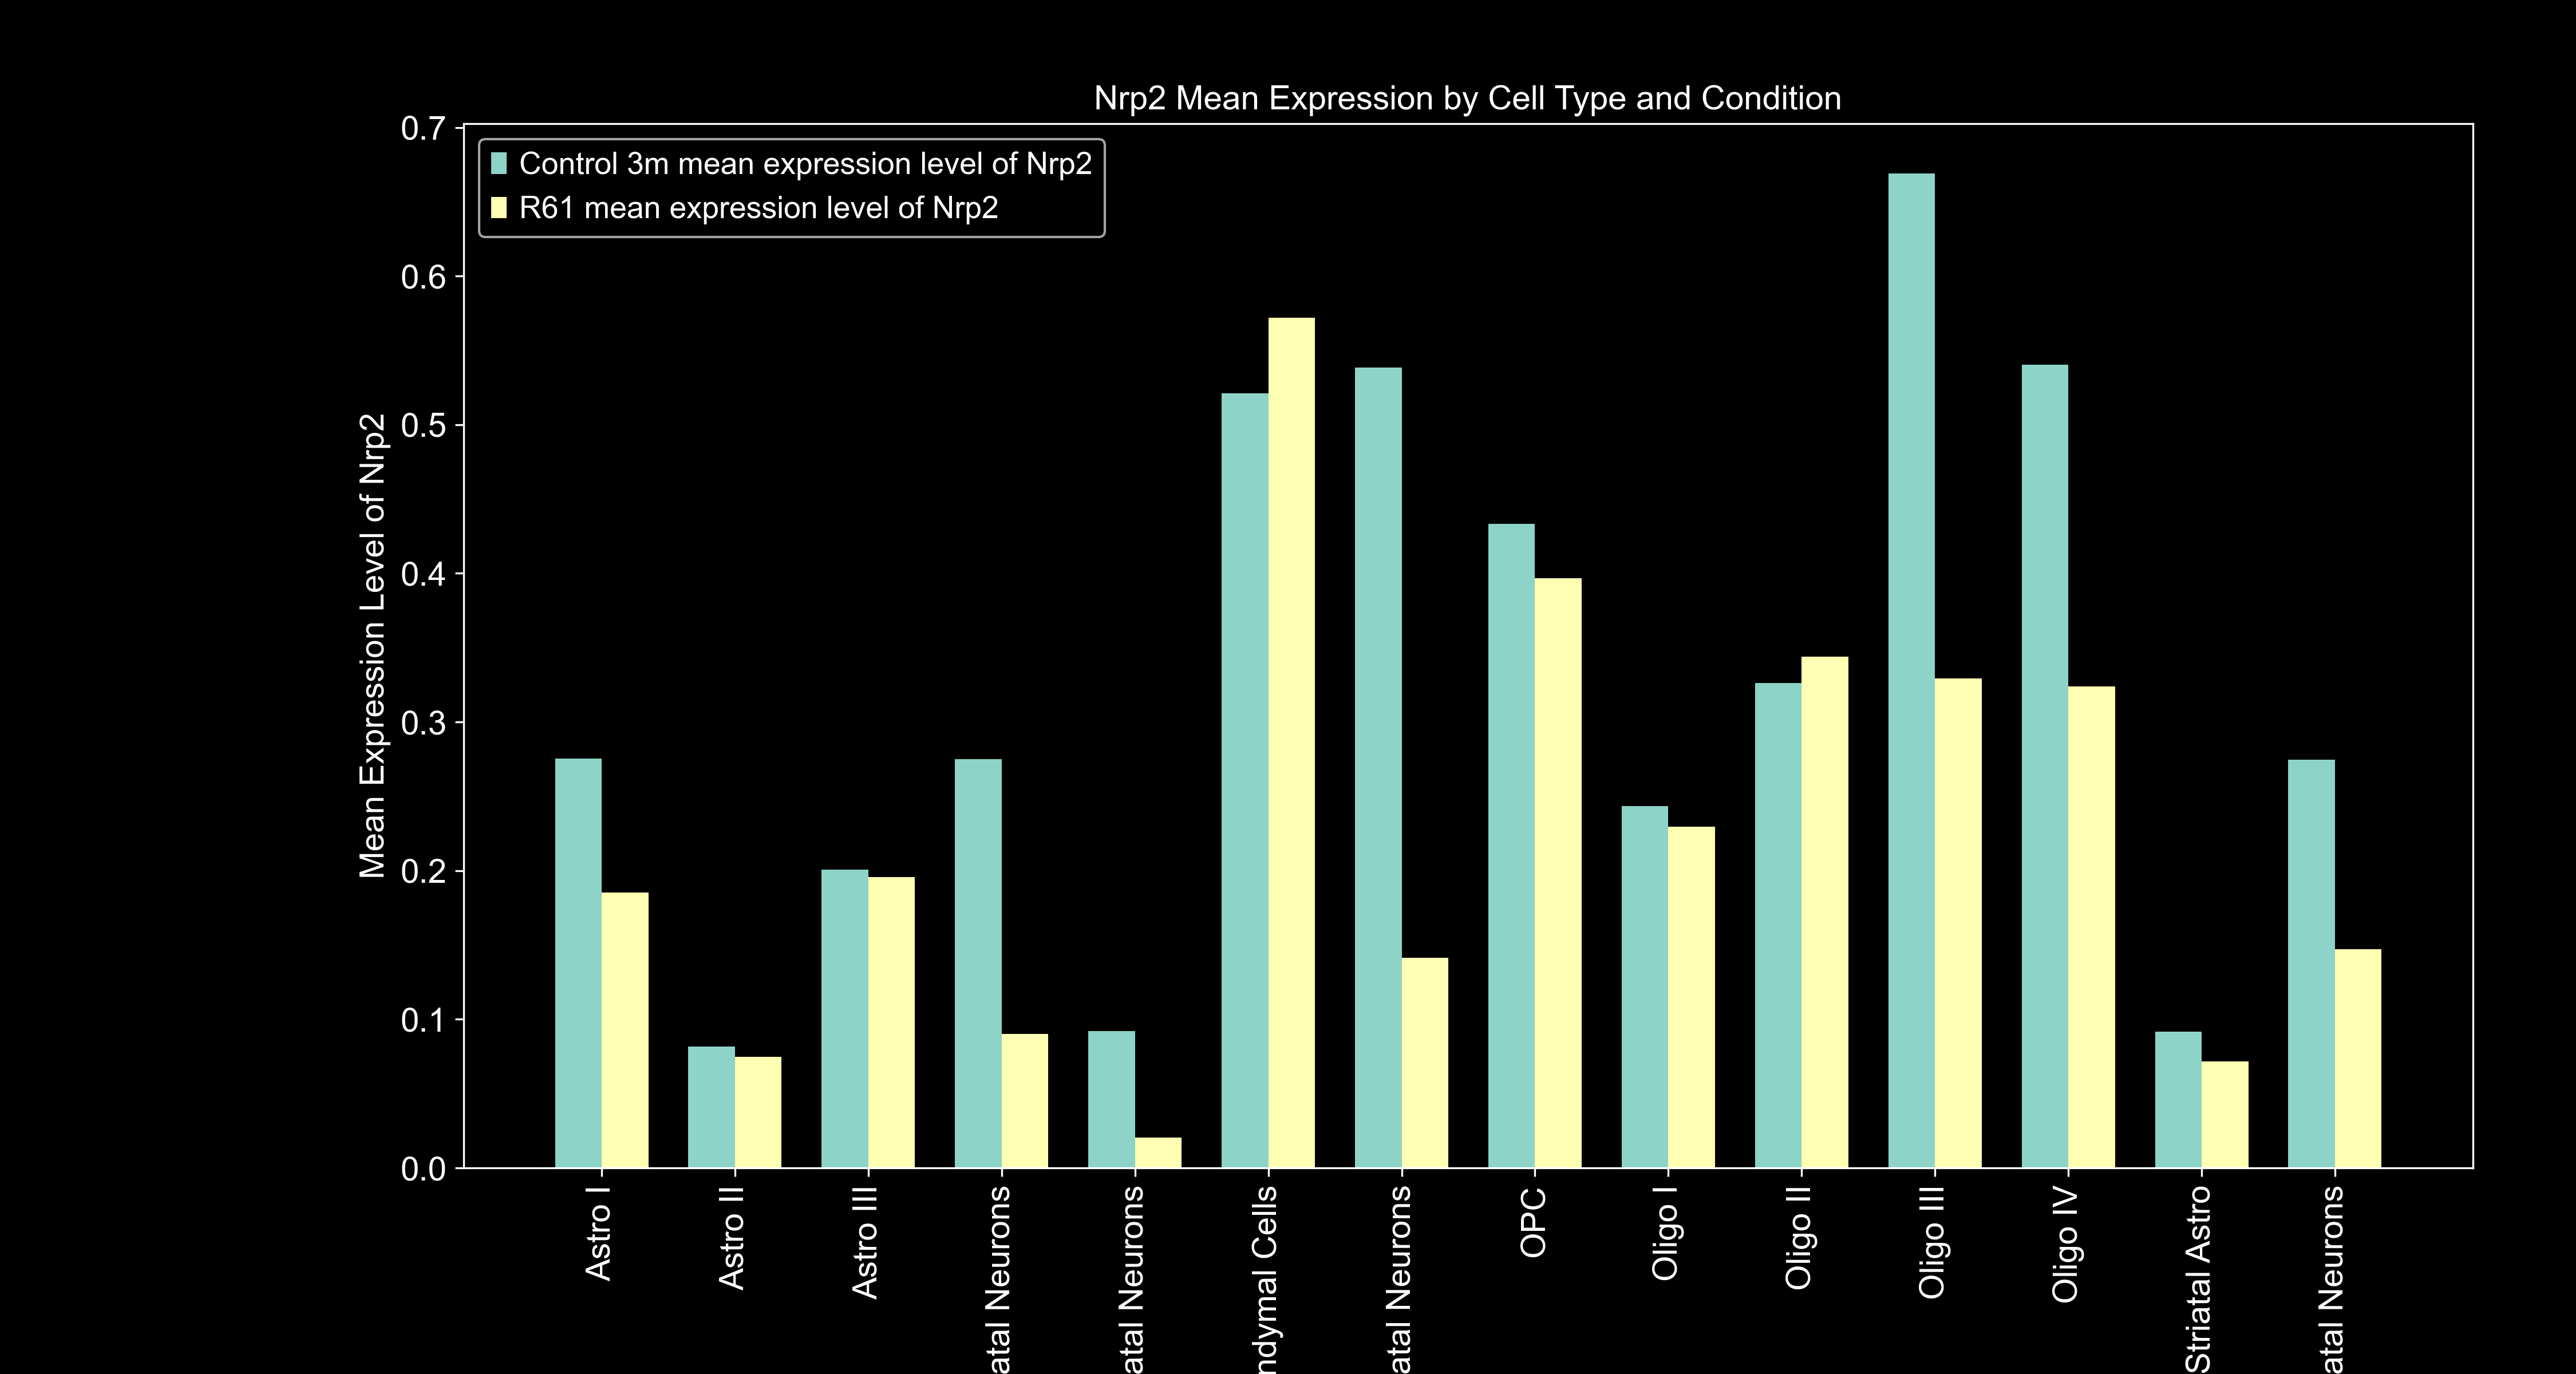 Nrp2 Mean Expression by Cell Type and Condition
Control 3m mean expression level of Nrp2
R61 mean expression level of Nrp2
Mean Expression Level of Nrp2
0.7
0.6
0.5
0.4
0.3
0.2
0.1
0.0
Astro I
Astro II
Astro III
atal Neurons
atal Neurons
ndymal Cells
atal Neurons
OPC
Oligo I
Oligo II
Oligo III
Oligo IV
Striatal Astro
atal Neurons